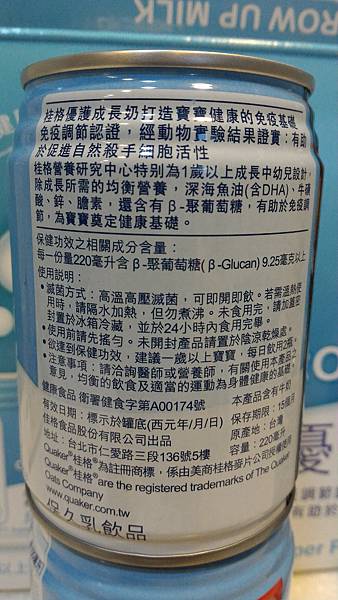 ROW UP MILK
桂格優護成長奶打造寶寶健康的免疫基礎
免疫調節認證，經動物實驗結果證實：有助
於促進自然殺手細胞活性
桂格營養研究中心特別為1歲以上成長中幼兒設計，
除成長所需的均衡營養，深海魚油(含DHA)、牛磺
酸、鋅、膽素，還含有β-聚葡萄糖，有助於免疫調
節，為寶寶奠定健康基礎。
保健功效之相關成分含量：
每一份量220毫升含β-聚葡萄糖(β-Glucan) 9.25毫克以上
使用說明：
•滅菌方式：高溫高壓滅菌，可即開即飲。若需溫熱使
用時，請隔水加熱，但勿煮沸。未食用完，請加蓋密
封置於冰箱冷藏，並於24小時內食用完畢。
•使用前請先搖勻。未開封產品請置於陰涼乾燥處。
•欲達到保健功效，建議一歲以上寶寶，每日飲用2瓶。
•注意事項：請洽詢醫師或營養師，有關使用本產品之
意見，均衡的飲食及適當的運動為身體健康的基礎。
健康食品 衛署健食字第A00174號
本產品含有牛奶
有效日期：標示於罐底(西元年/月/日)
保存期限：15個月
佳格食品股份有限公司出品
原產地：台灣
地址：台北市仁愛路三段136號5樓
容量：220毫升
Quaker®桂格®為註冊商標，係由美商桂格麥片公司授權使用
Quaker® 桂格® are the registered trademarks of The Quaker
Oats Company
www.quaker.com.tw
保久乳飲品
優
調節
有助於